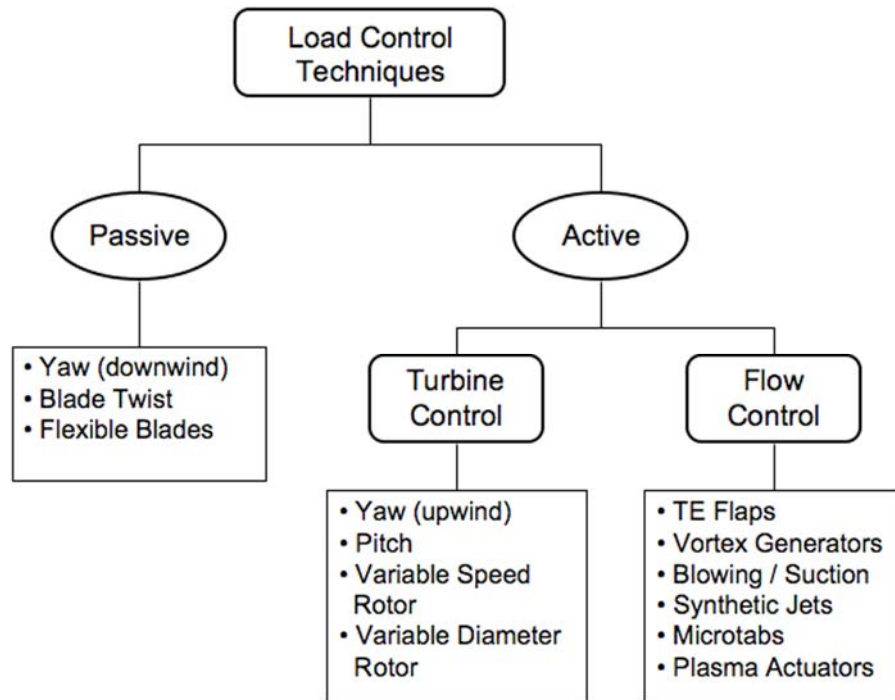 Load Control
Techniques
Passive
Active
• Yaw (downwind)
• Blade Twist
• Flexible Blades
Turbine
Control
Flow
Control
• Yaw (upwind)
• Pitch
• Variable Speed
Rotor
• Variable Diameter
Rotor
• TE Flaps
• Vortex Generators
• Blowing / Suction
• Synthetic Jets
• Microtabs
• Plasma Actuators